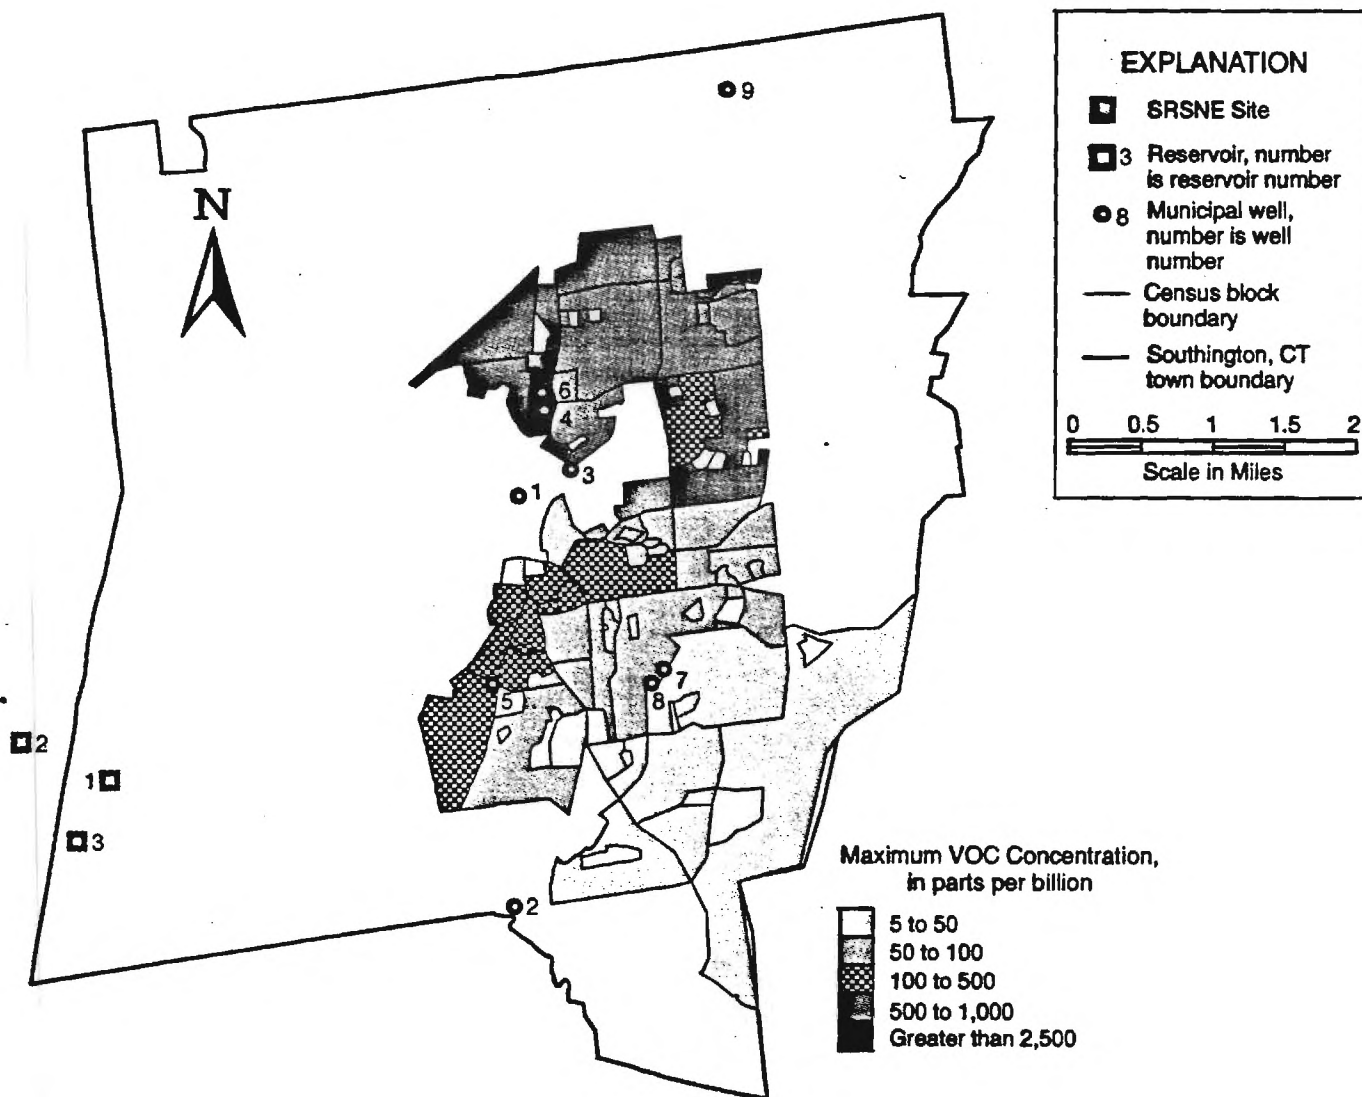 EXPLANATION
SRSNE Site
3 Reservoir, number
is reservoir number
8 Municipal well,
number is well
number
Census block
boundary
Southington, CT
town boundary
0 0.5 1 1.5 2
Scale in Miles
N
9
6
4
3
1
7
8
5
2
1
3
2
Maximum VOC Concentration,
in parts per billion
5 to 50
50 to 100
100 to 500
500 to 1,000
Greater than 2,500